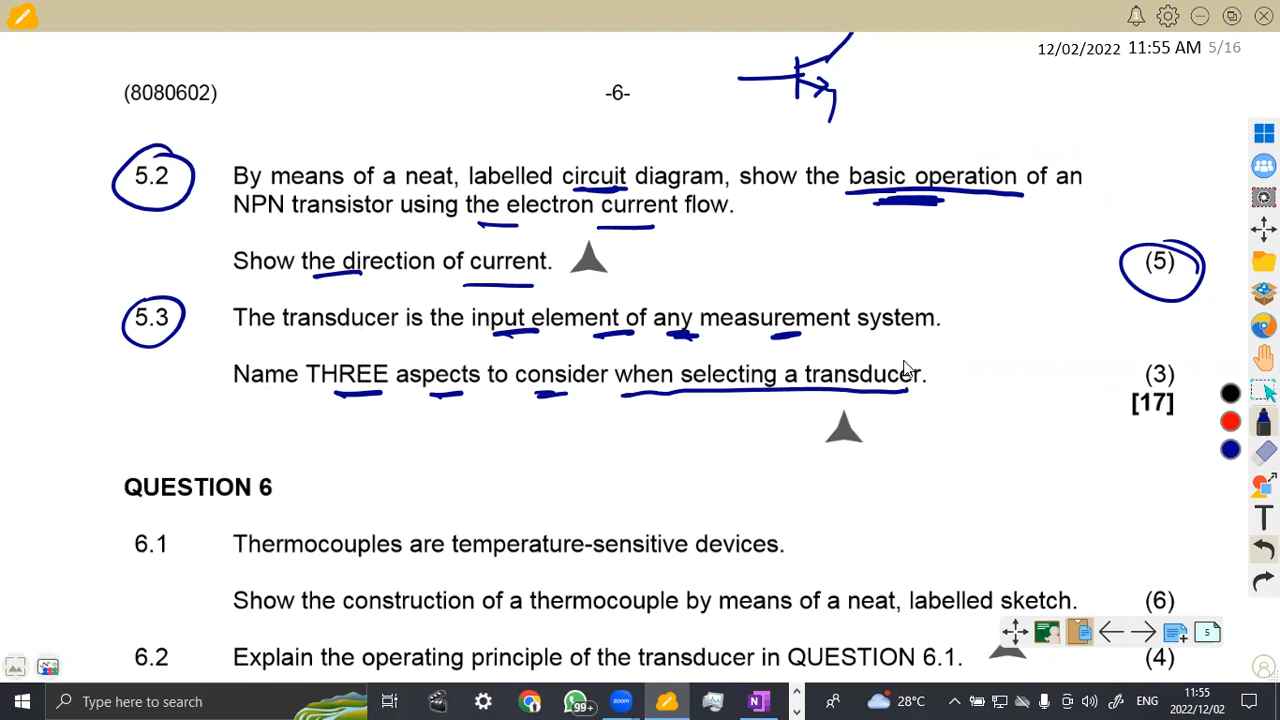 12/02/2022 11:55 AM 5/16
(8080602)
-6-
5.2 By means of a neat, labelled circuit diagram, show the basic operation of an
NPN transistor using the electron current flow.
Show the direction of current. (5)
5.3 The transducer is the input element of any measurement system.
Name THREE aspects to consider when selecting a transducer. (3)
[17]
QUESTION 6
6.1 Thermocouples are temperature-sensitive devices.
Show the construction of a thermocouple by means of a neat, labelled sketch. (6)
5
6.2 Explain the operating principle of the transducer in QUESTION 6.1. (4)
T
Type here to search
99+
zoom
N
28°C
ENG
11:55
2022/12/02